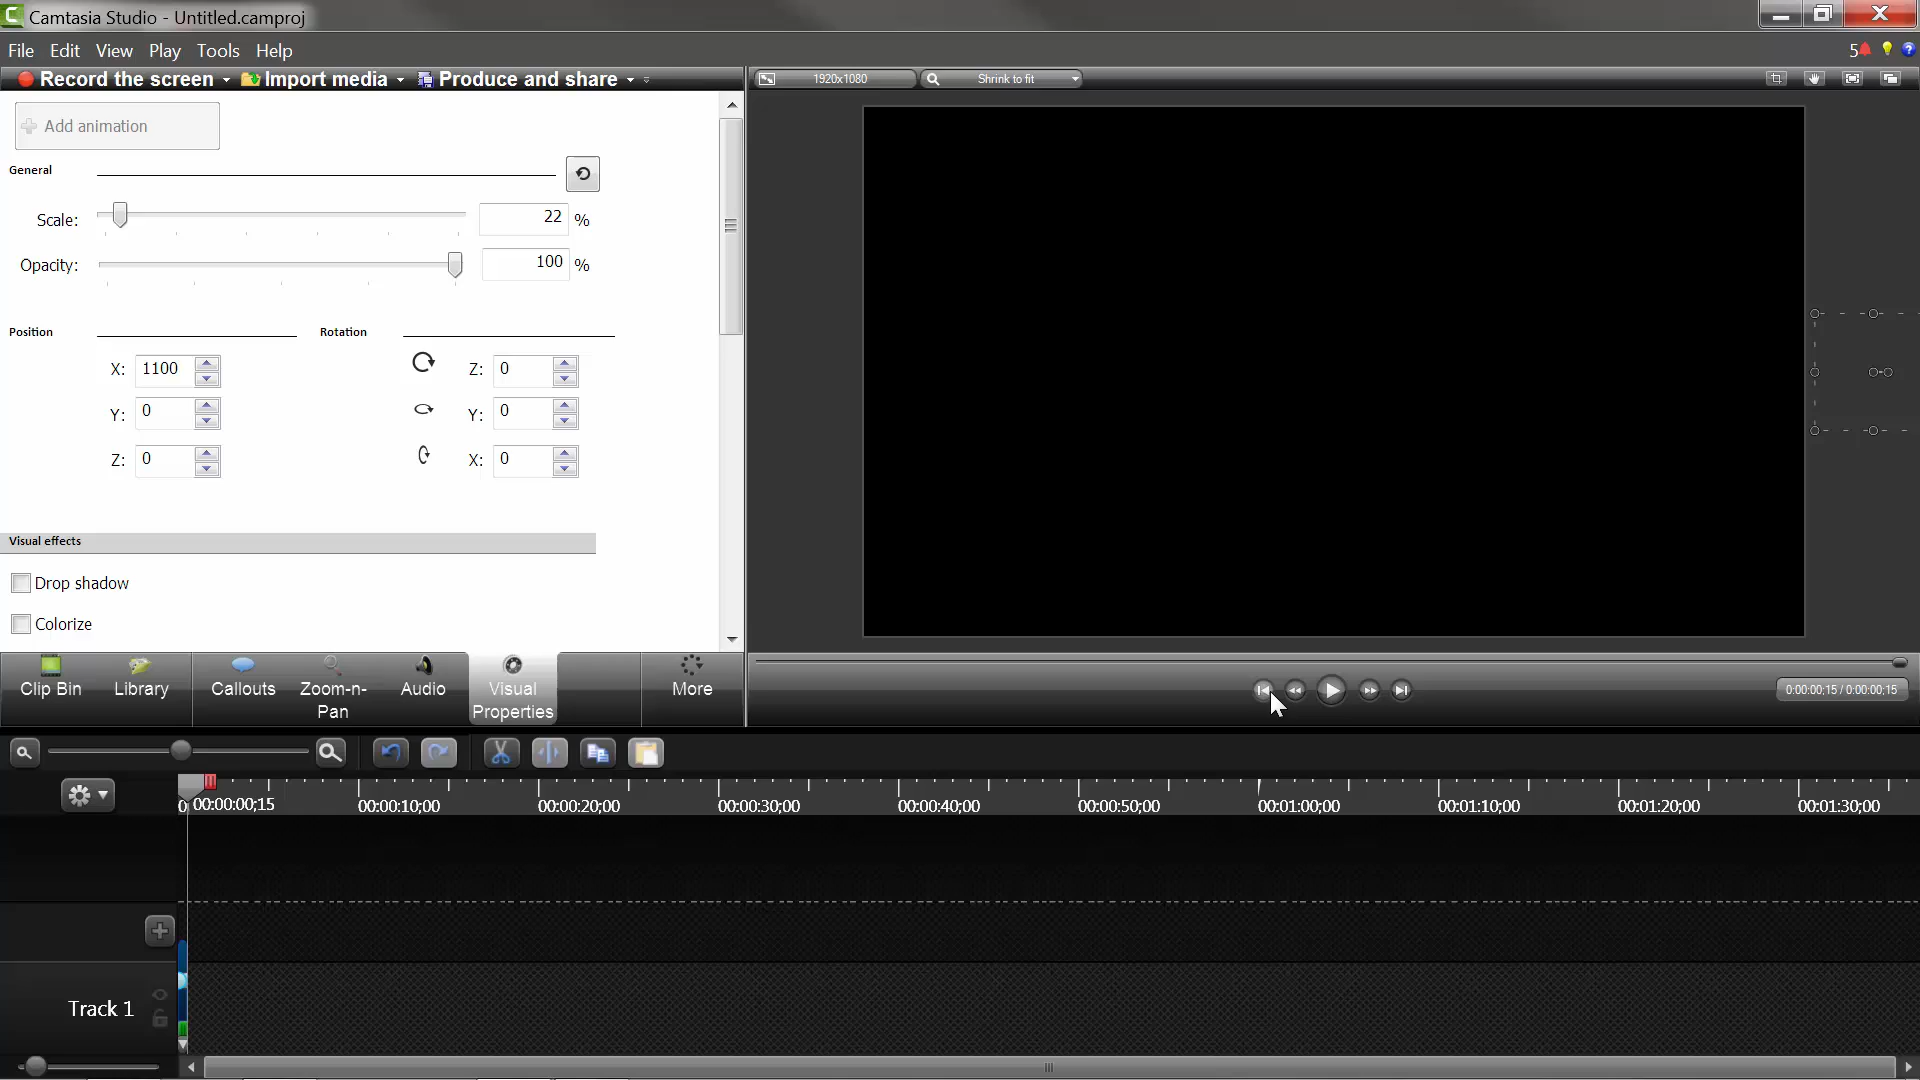 Camtasia Studio - Untitled.camproj
File Edit View Play Tools Help
5
Record the screen Import media Produce and share
1920x1080 Shrink to fit
Add animation
General
Scale: 22 %
Opacity: 100 %
Position Rotation
X: 1100 Z: 0
Y: 0 Y: 0
Z: 0 X: 0
Visual effects
Drop shadow
Colorize
Clip Bin Library Callouts Zoom-n-Pan Audio Visual Properties More
0:00:00;15 / 0:00:00;15
0 00:00:00;15 00:00:10;00 00:00:20;00 00:00:30;00 00:00:40;00 00:00:50;00 00:01:00;00 00:01:10;00 00:01:20;00 00:01:30;00
Track 1